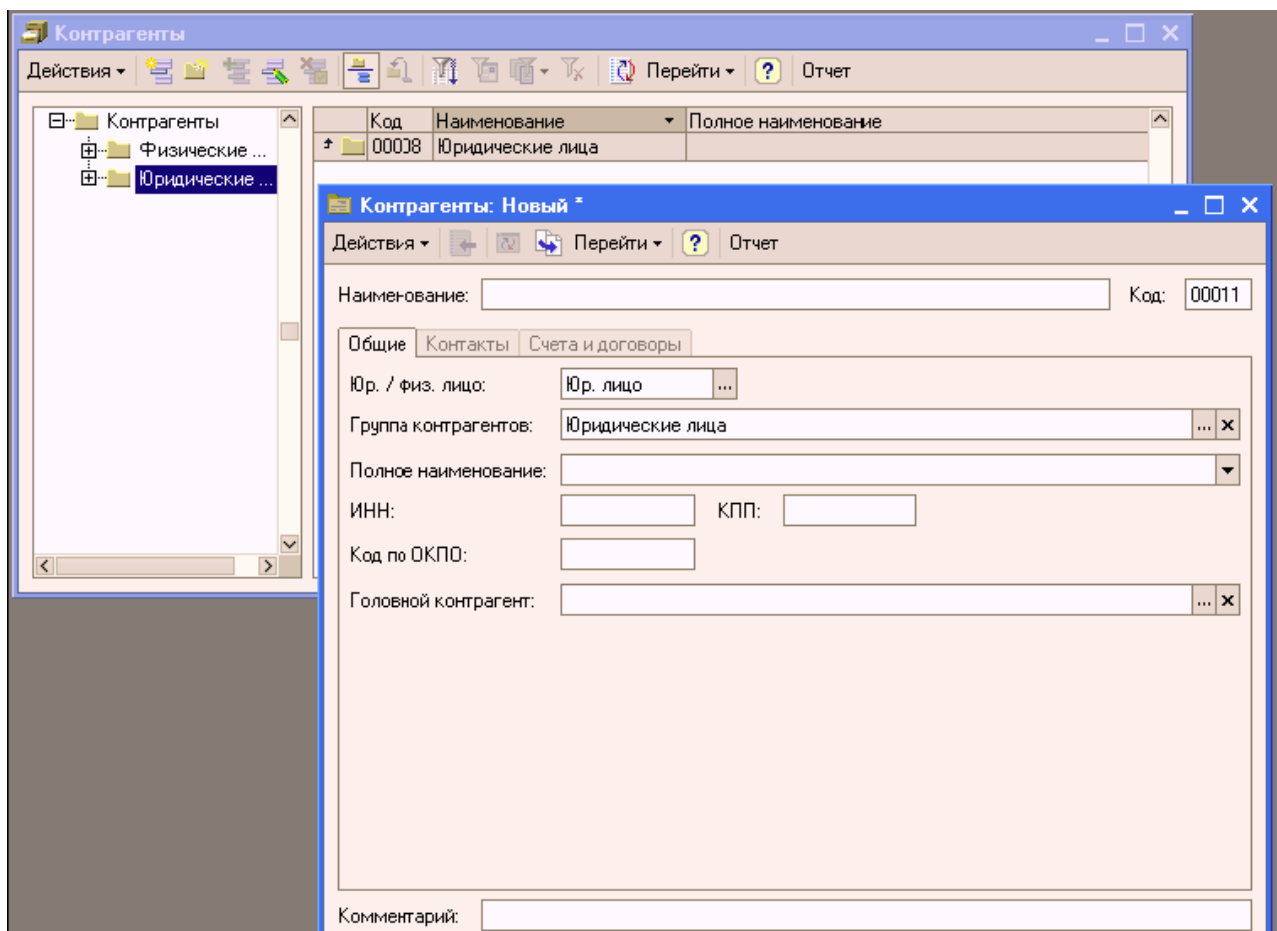 Контрагенты
Действия Перейти ? Отчет
Контрагенты
Физические ...
Юридические ...
Код Наименование Полное наименование
00008 Юридические лица
Контрагенты: Новый *
Действия Перейти ? Отчет
Наименование: Код: 00011
Общие Контакты Счета и договоры
Юр. / физ. лицо: Юр. лицо ...
Группа контрагентов: Юридические лица ... x
Полное наименование:
ИНН: КПП:
Код по ОКПО:
Головной контрагент: ... x
Комментарий: